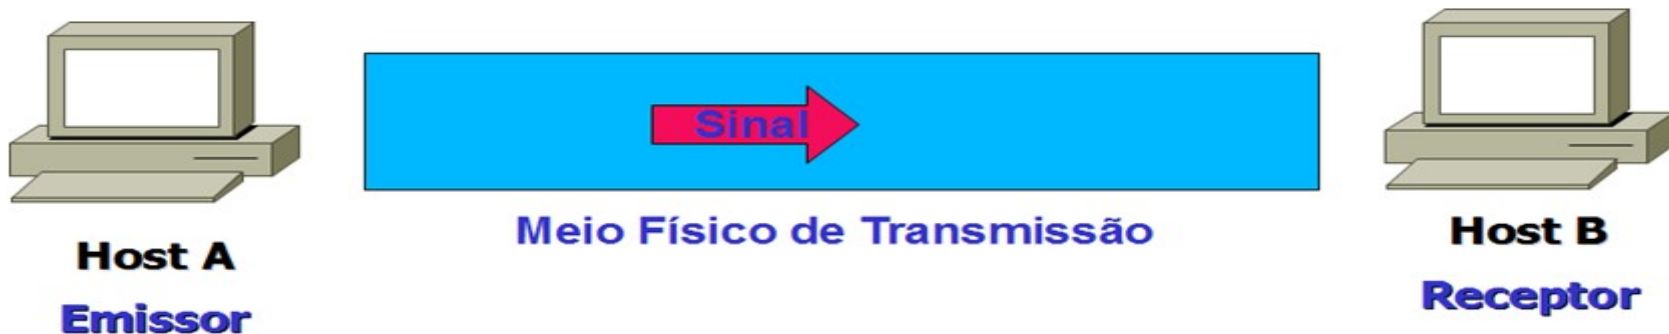 Sinal
Meio Físico de Transmissão
Host A
Emissor
Host B
Receptor